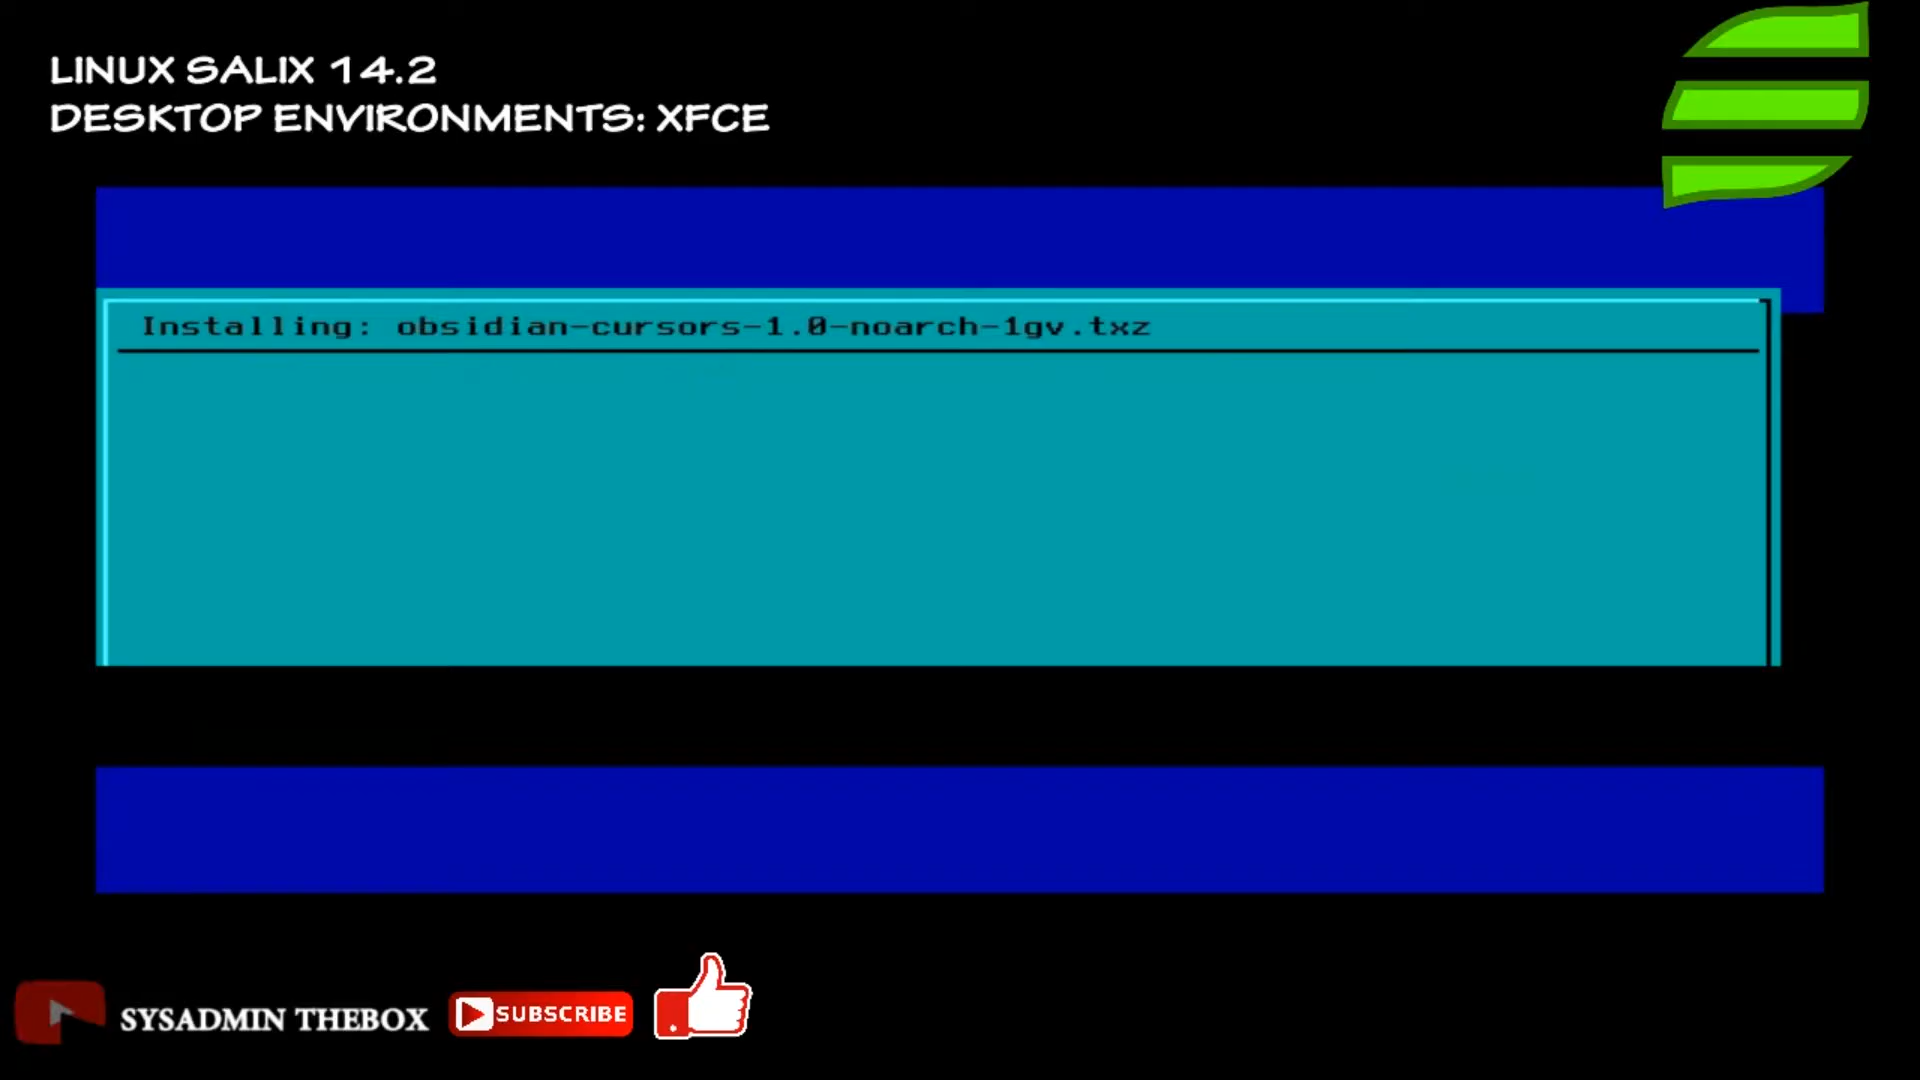 LINUX SALIX 14.2
DESKTOP ENVIRONMENTS: XFCE
Installing: obsidian-cursors-1.0-noarch-1gv.txz
SYSADMIN THEBOX
SUBSCRIBE